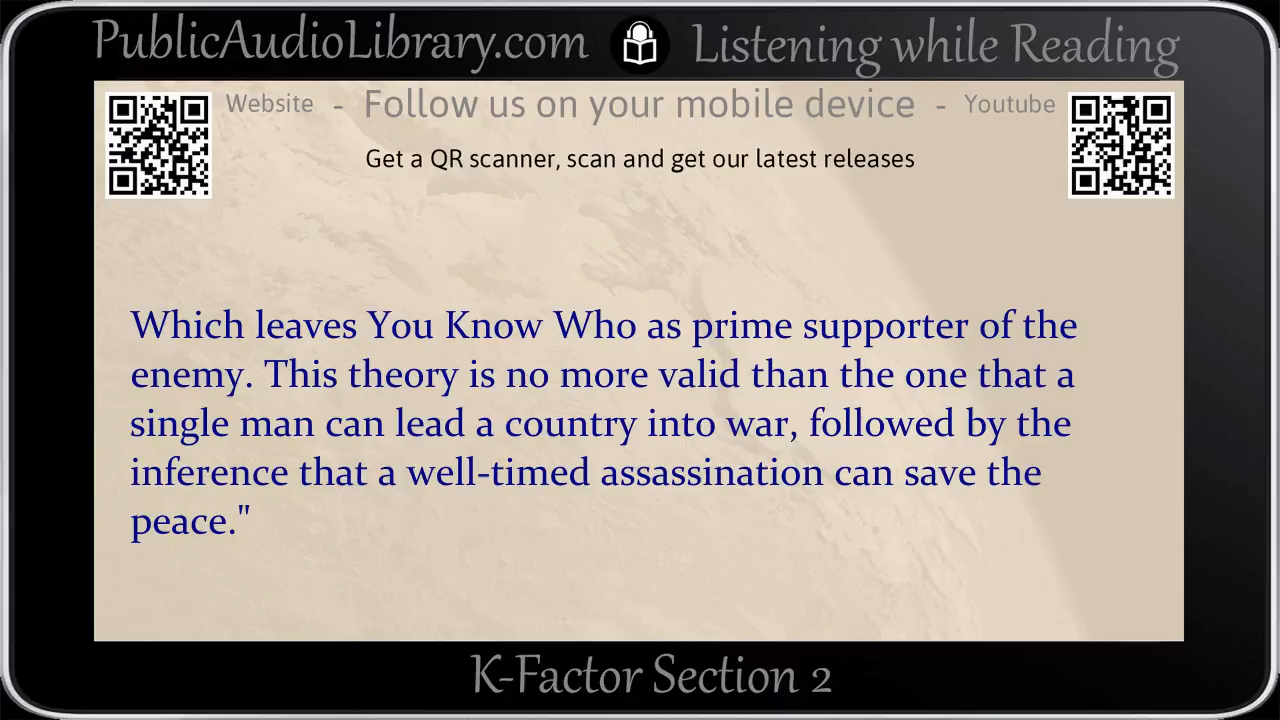 PublicAudioLibrary.com Listening while Reading
Website - Follow us on your mobile device - Youtube
Get a QR scanner, scan and get our latest releases
Which leaves You Know Who as prime supporter of the
enemy. This theory is no more valid than the one that a
single man can lead a country into war, followed by the
inference that a well-timed assassination can save the
peace."
K-Factor Section 2